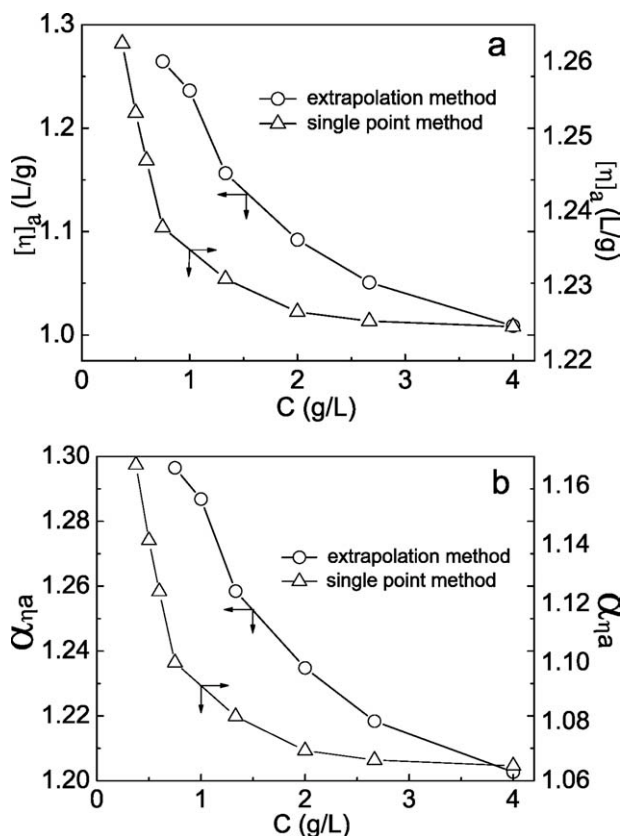 a
extrapolation method
single point method
[η]a (L/g)
1.3
1.2
1.1
1.0
[η]a (L/g)
1.26
1.25
1.24
1.23
1.22
0 1 2 3 4
C (g/L)
b
extrapolation method
single point method
αηa
1.30
1.28
1.26
1.24
1.22
1.20
αηa
1.16
1.14
1.12
1.10
1.08
1.06
0 1 2 3 4
C (g/L)